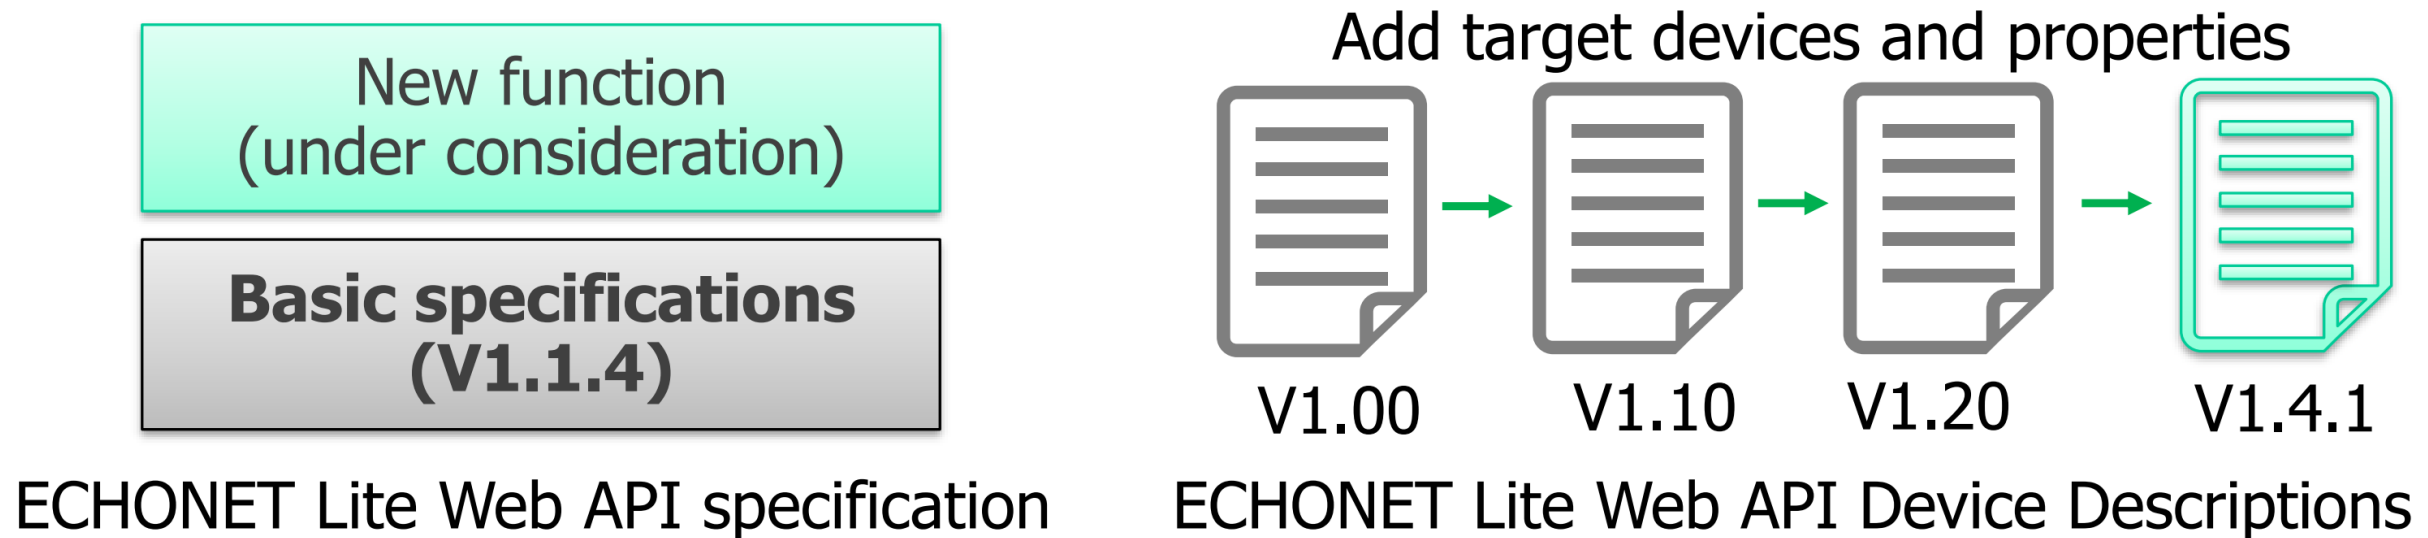 New function
(under consideration)
Basic specifications
(V1.1.4)
ECHONET Lite Web API specification
Add target devices and properties
V1.00
V1.10
V1.20
V1.4.1
ECHONET Lite Web API Device Descriptions